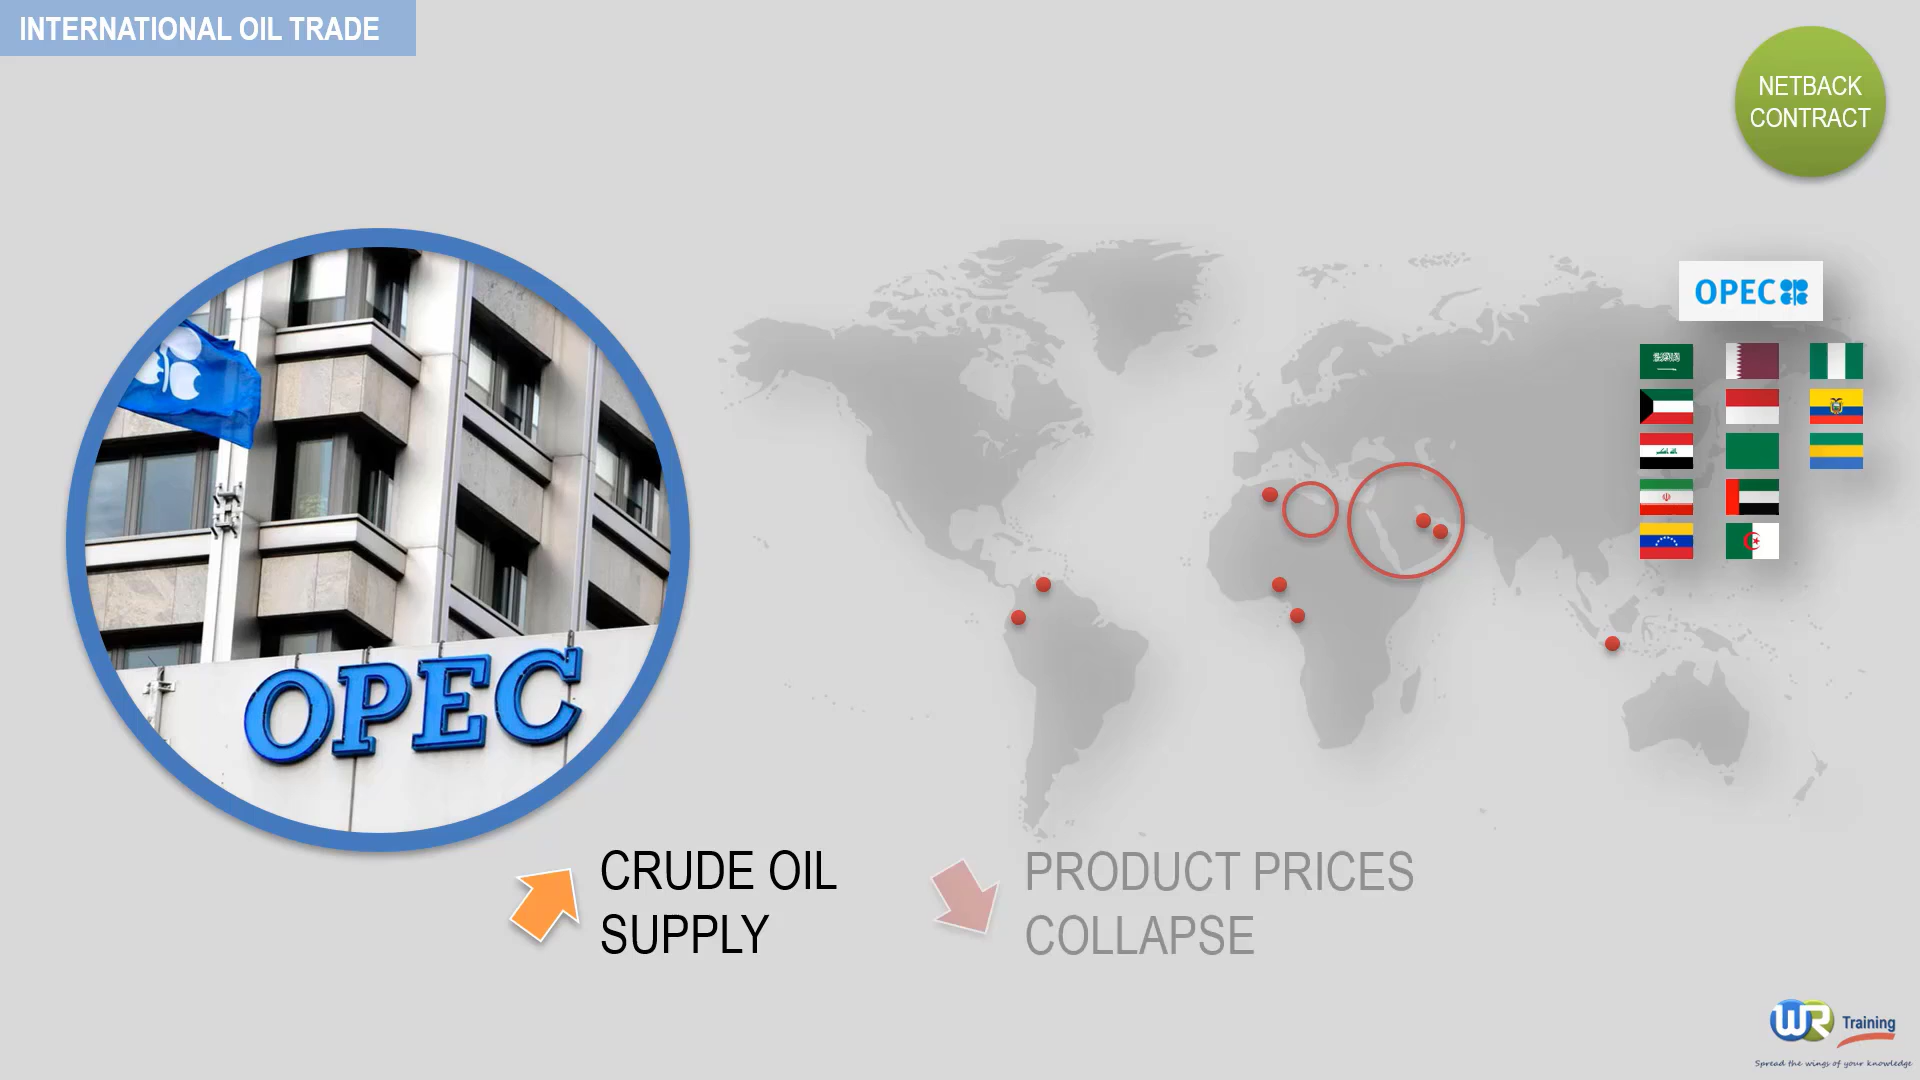 INTERNATIONAL OIL TRADE
NETBACK
CONTRACT
OPEC
OPEC
CRUDE OIL
SUPPLY
PRODUCT PRICES
COLLAPSE
WR Training
Spread the wings of your knowledge